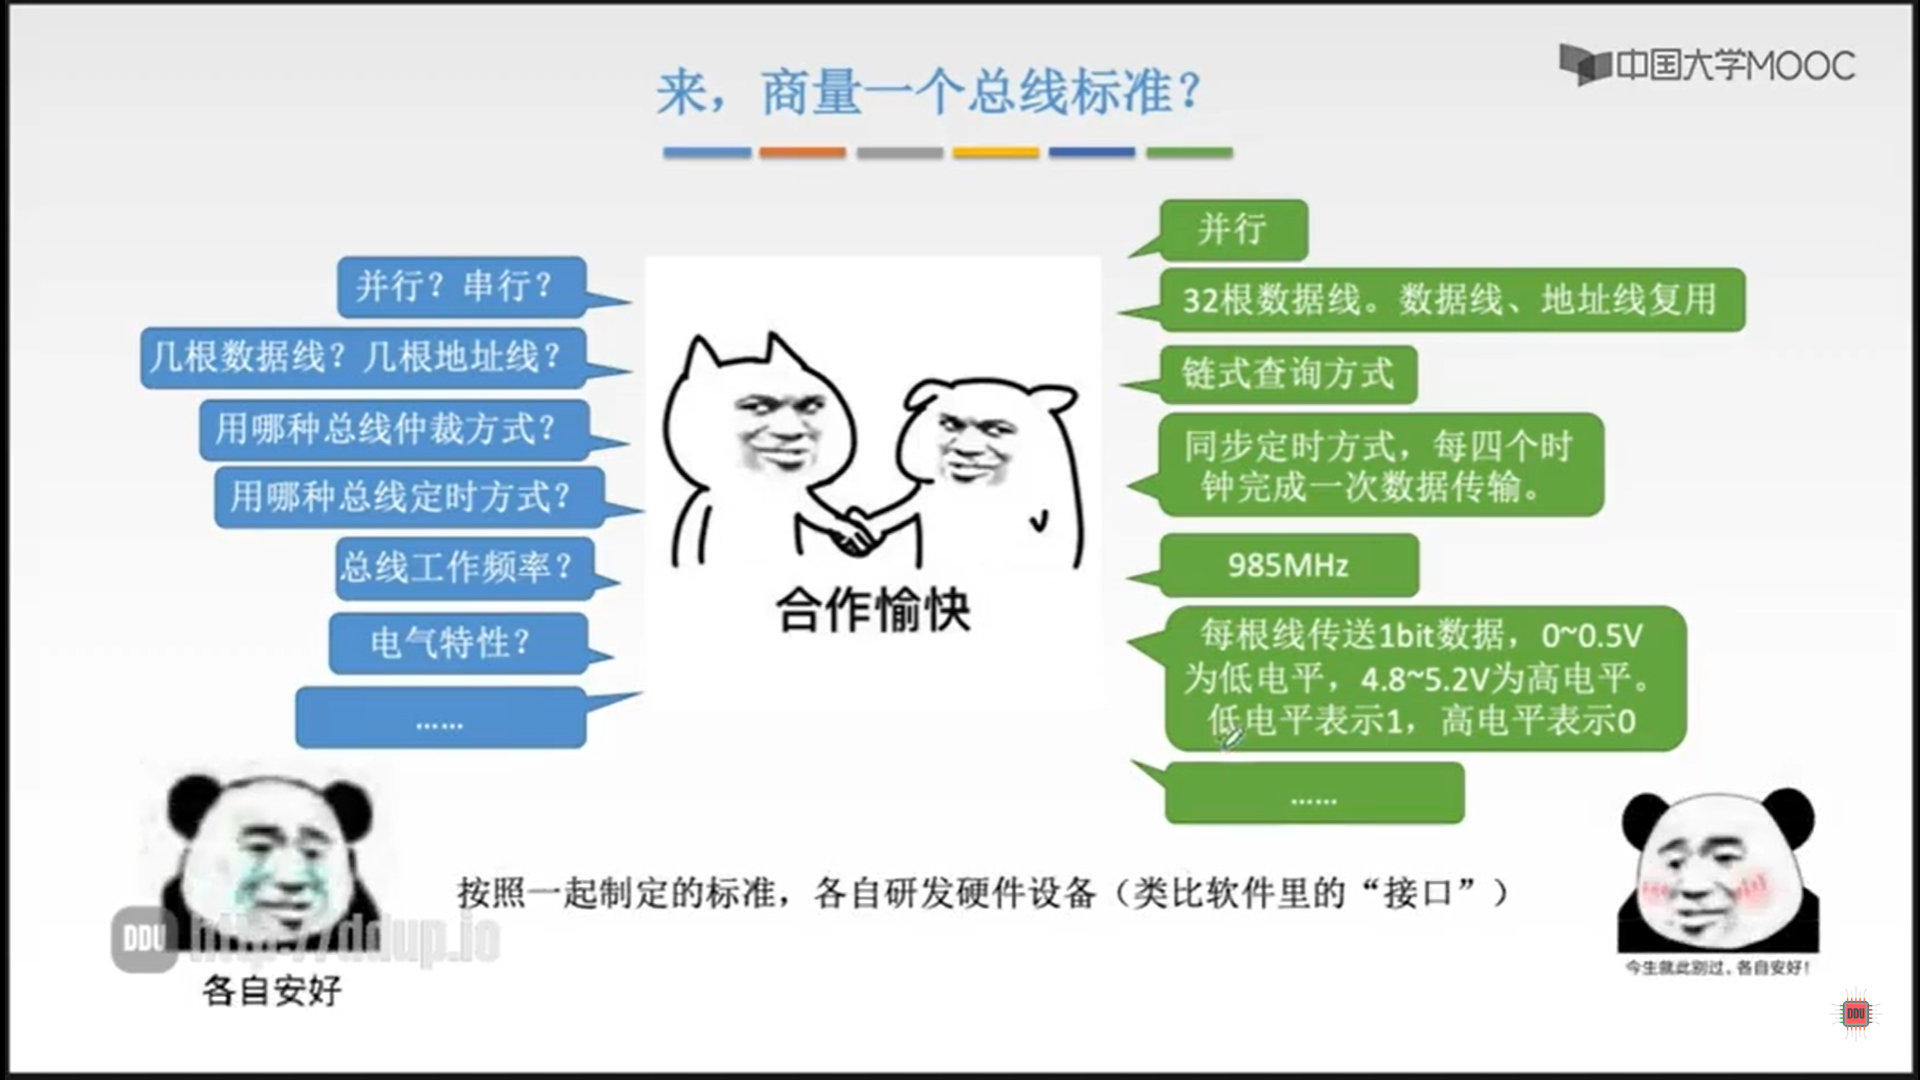 中国大学MOOC
来，商量一个总线标准？
并行？串行？
几根数据线？几根地址线？
用哪种总线仲裁方式？
用哪种总线定时方式？
总线工作频率？
电气特性？
……
合作愉快
并行
32根数据线。数据线、地址线复用
链式查询方式
同步定时方式，每四个时
钟完成一次数据传输。
985MHz
每根线传送1bit数据，0~0.5V
为低电平，4.8~5.2V为高电平。
低电平表示1，高电平表示0
……
按照一起制定的标准，各自研发硬件设备（类比软件里的“接口”）
DDU http://ddup.io
各自安好
今生就此别过，各自安好！
DDU